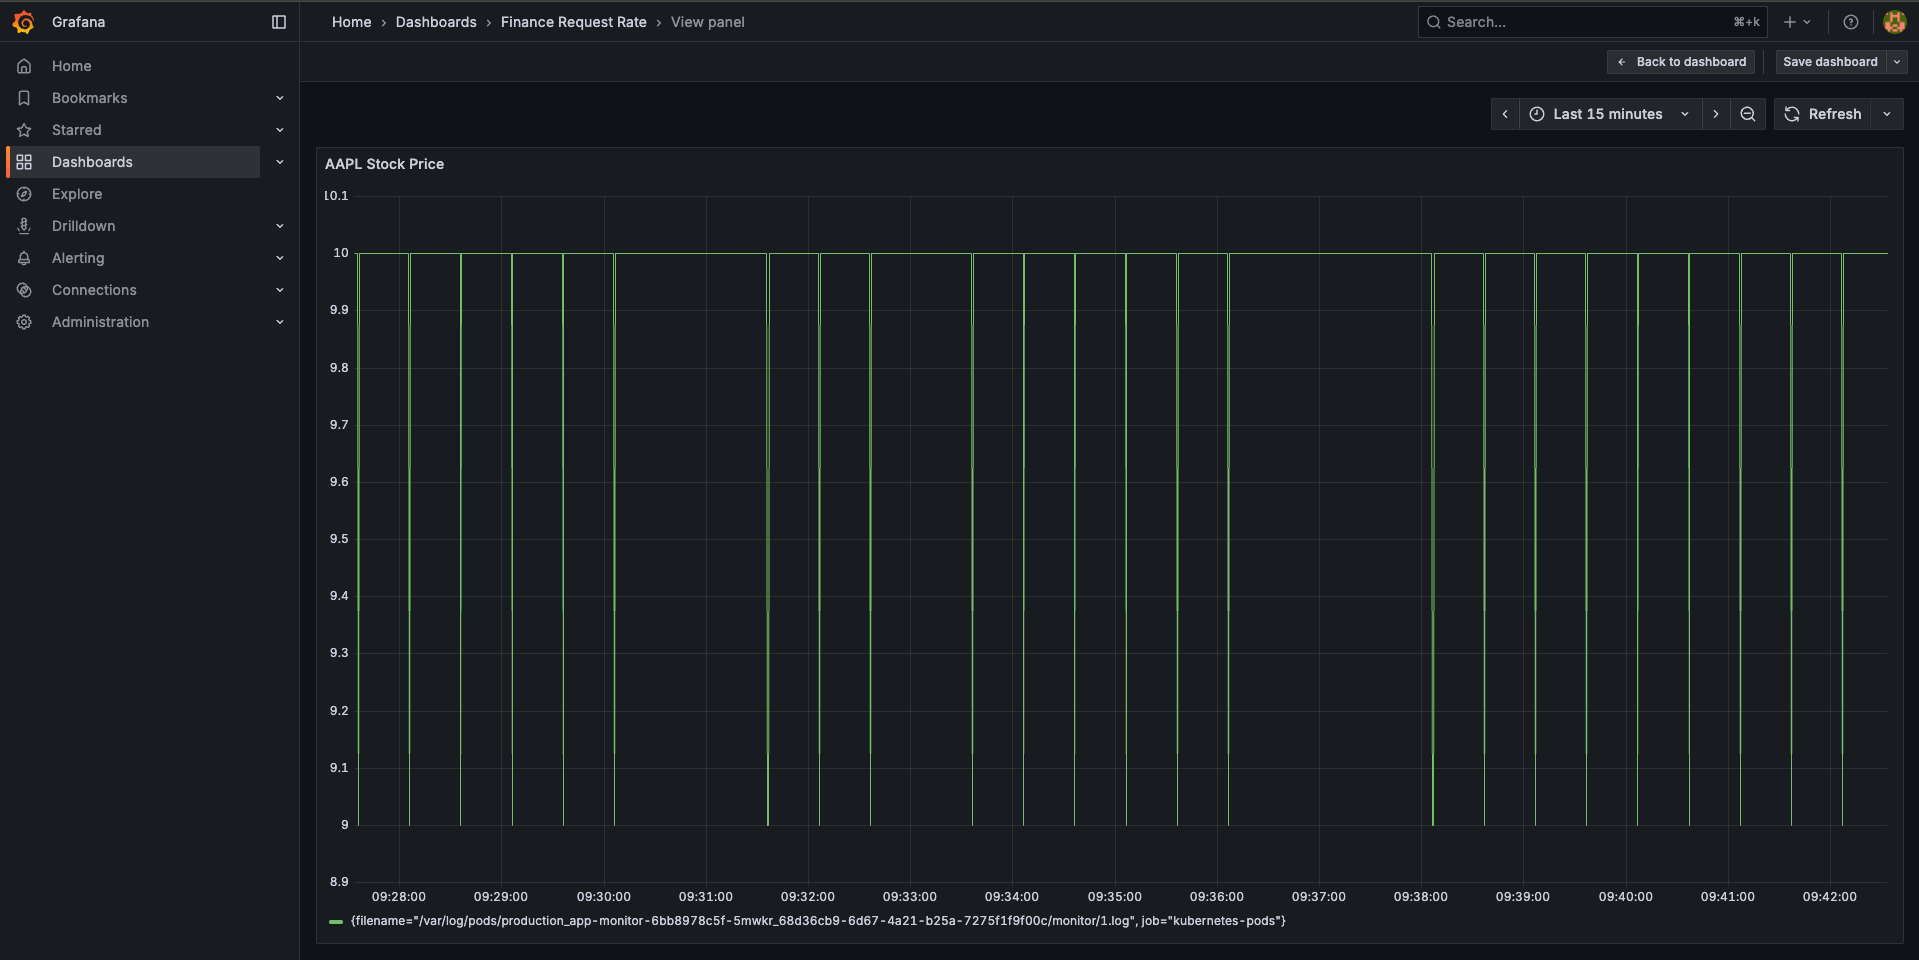 Grafana
Home › Dashboards › Finance Request Rate › View panel
Search...
⌘+k
Home
Bookmarks
Starred
Dashboards
Explore
Drilldown
Alerting
Connections
Administration
Back to dashboard
Save dashboard
Last 15 minutes
Refresh
AAPL Stock Price
10.1
10
9.9
9.8
9.7
9.6
9.5
9.4
9.3
9.2
9.1
9
8.9
09:28:00 09:29:00 09:30:00 09:31:00 09:32:00 09:33:00 09:34:00 09:35:00 09:36:00 09:37:00 09:38:00 09:39:00 09:40:00 09:41:00 09:42:00
{filename="/var/log/pods/production_app-monitor-6bb8978c5f-5mwkr_68d36cb9-6d67-4a21-b25a-7275f1f9f00c/monitor/1.log", job="kubernetes-pods"}